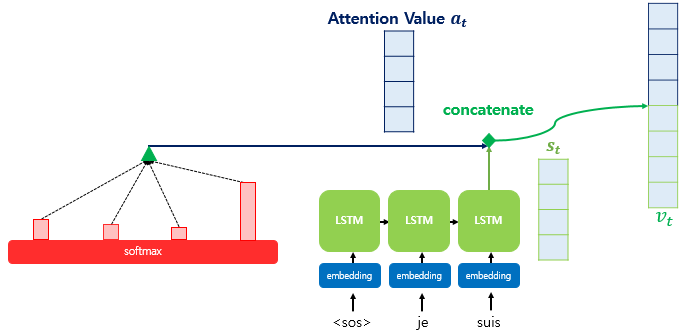 Attention Value a_t
concatenate
s_t
v_t
softmax
LSTM LSTM LSTM
embedding embedding embedding
<sos> je suis